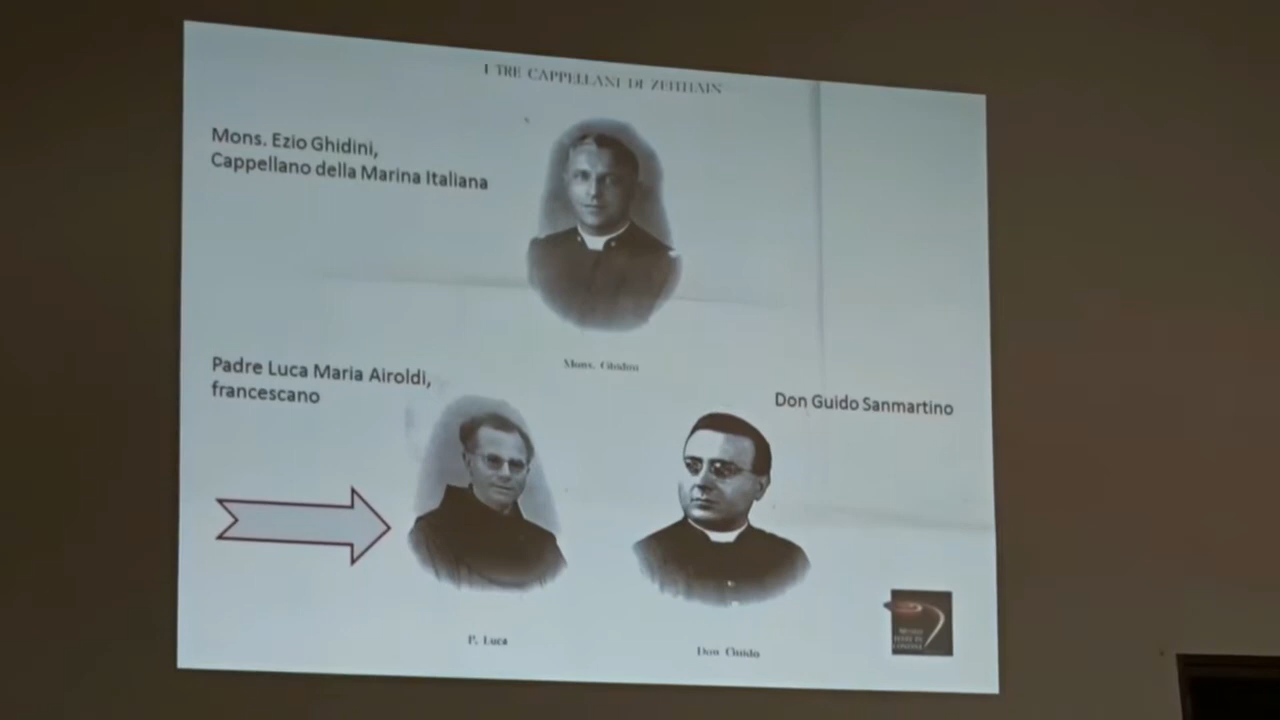 I TRE CAPPELLANI DI ZEITHAIN
Mons. Ezio Ghidini,
Cappellano della Marina Italiana
Mons. Ghidini
Padre Luca Maria Airoldi,
francescano
Don Guido Sanmartino
P. Luca
Don Guido